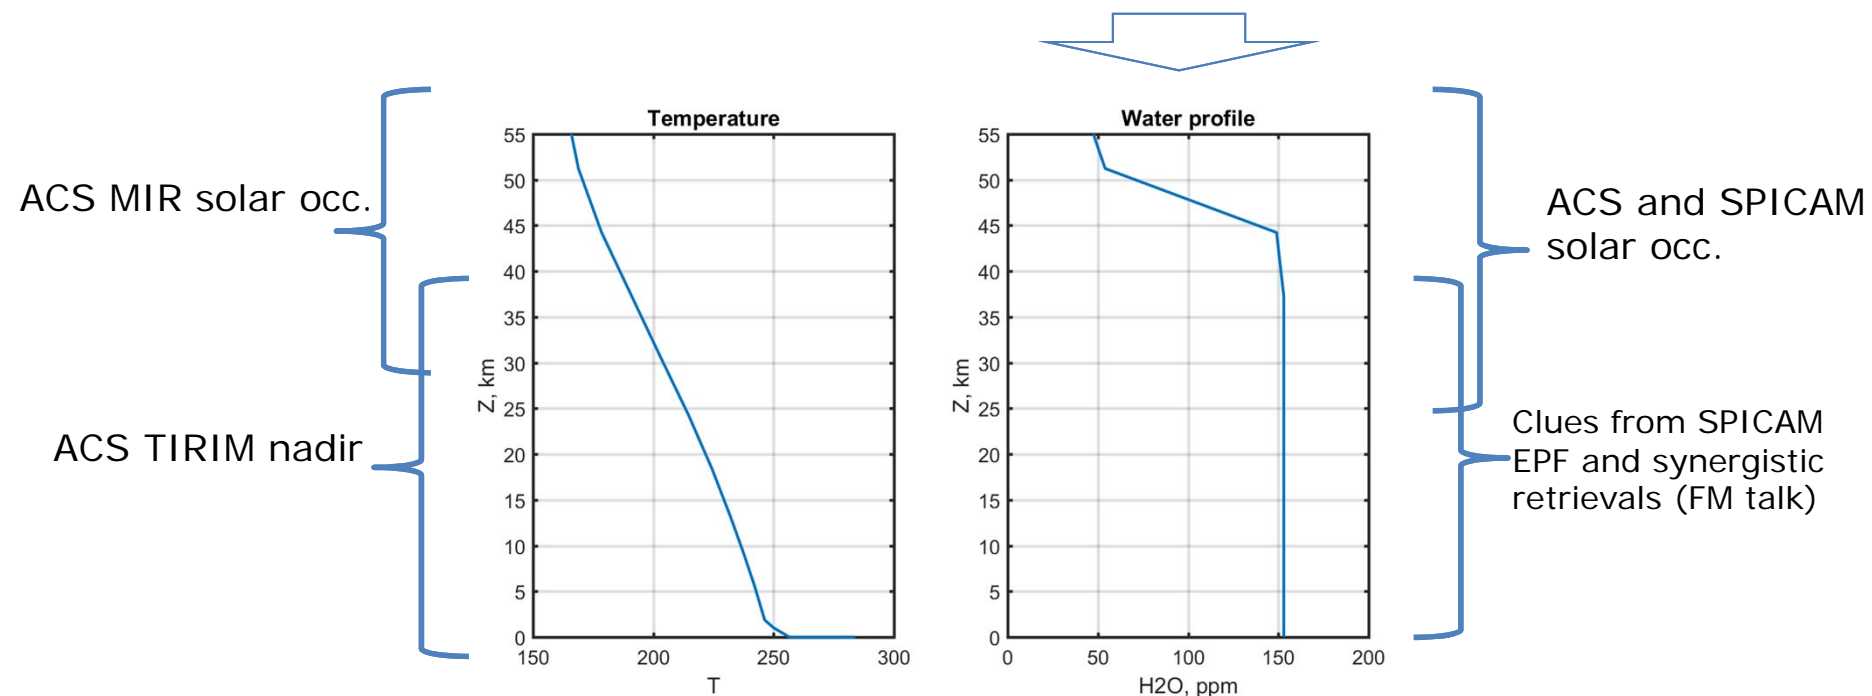 ACS MIR solar occ.
ACS TIRIM nadir
Temperature
55
50
45
40
35
30
25
20
15
10
5
0
Z, km
150 200 250 300
T
Water profile
55
50
45
40
35
30
25
20
15
10
5
0
Z, km
0 50 100 150 200
H2O, ppm
ACS and SPICAM
solar occ.
Clues from SPICAM
EPF and synergistic
retrievals (FM talk)